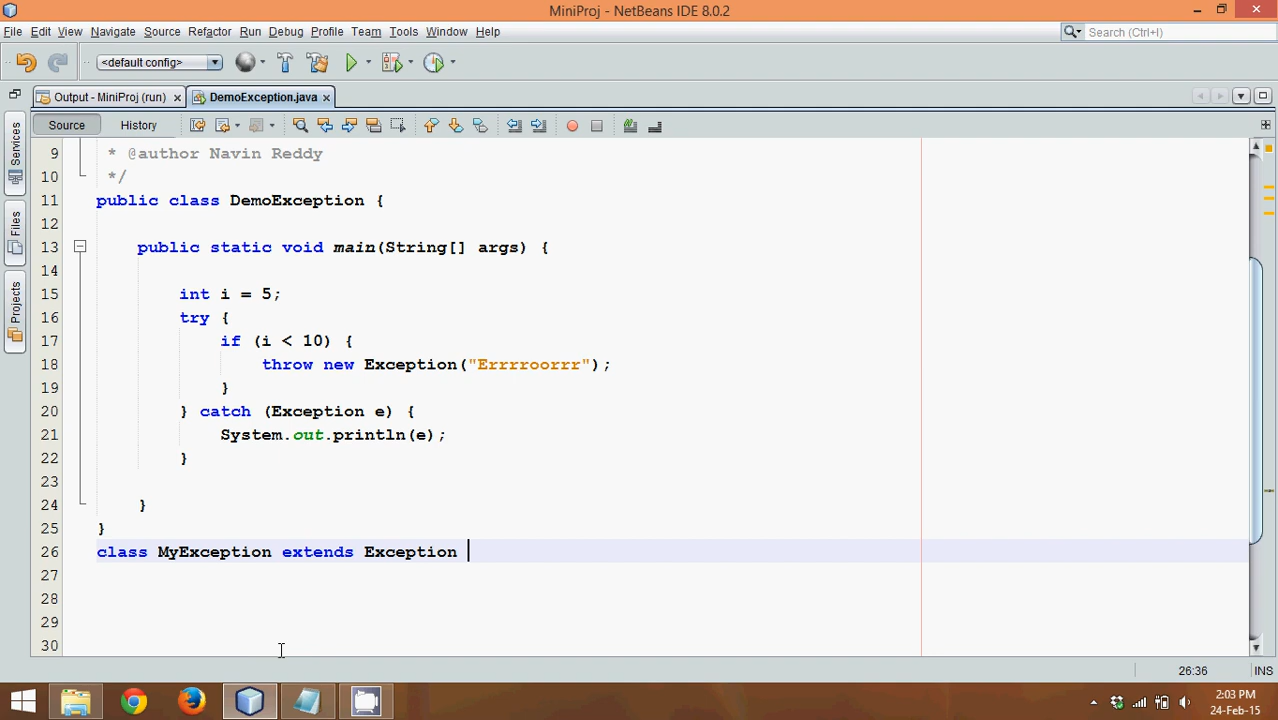 MiniProj - NetBeans IDE 8.0.2
File Edit View Navigate Source Refactor Run Debug Profile Team Tools Window Help
Search (Ctrl+I)
<default config>
Output - MiniProj (run) DemoException.java
Source History
Services
Files
Projects
9 * @author Navin Reddy
10 */
11 public class DemoException {
12
13 public static void main(String[] args) {
14
15 int i = 5;
16 try {
17 if (i < 10) {
18 throw new Exception("Errrroorrr");
19 }
20 } catch (Exception e) {
21 System.out.println(e);
22 }
23
24 }
25 }
26 class MyException extends Exception
27
28
29
30
26:36 INS
2:03 PM
24-Feb-15